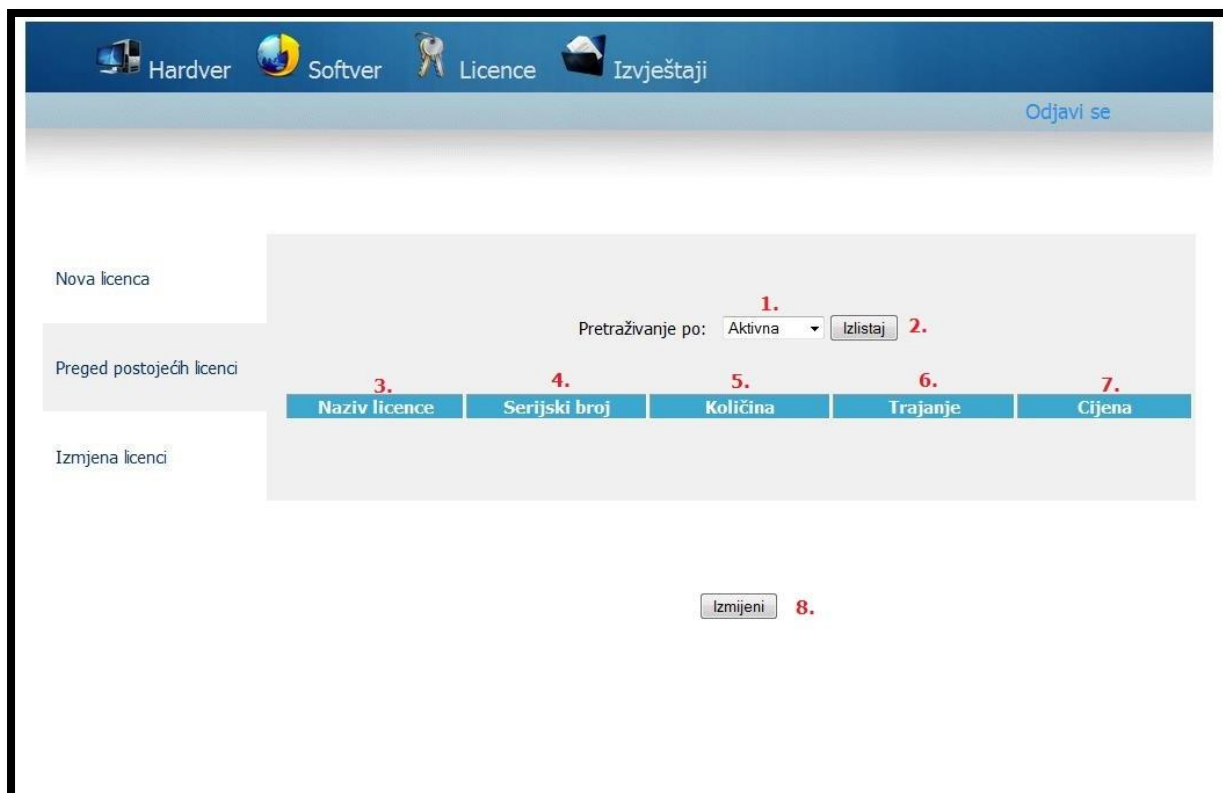 Hardver Softver Licence Izvještaji
Odjavi se
Nova licenca
1.
Pretraživanje po: Aktivna Izlistaj 2.
Preged postojećih licenci
3. 4. 5. 6. 7.
Naziv licence Serijski broj Količina Trajanje Cijena
Izmjena licenci
Izmijeni 8.